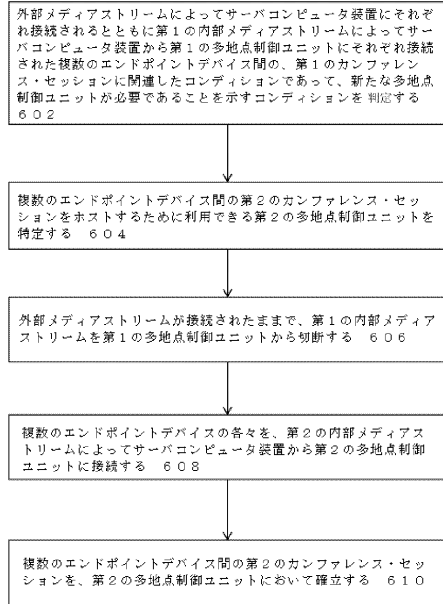 外部メディアストリームによってサーバコンピュータ装置にそれぞ
れ接続されるとともに第1の内部メディアストリームによってサー
バコンピュータ装置から第1の多地点制御ユニットにそれぞれ接続
された複数のエンドポイントデバイス間の、第1のカンファレン
ス・セッションに関連したコンディションであって、新たな多地点
制御ユニットが必要であることを示すコンディションを判定する
602
複数のエンドポイントデバイス間の第2のカンファレンス・セッ
ションをホストするために利用できる第2の多地点制御ユニットを
特定する 604
外部メディアストリームが接続されたままで、第1の内部メディア
ストリームを第1の多地点制御ユニットから切断する 606
複数のエンドポイントデバイスの各々を、第2の内部メディアス
トリームによってサーバコンピュータ装置から第2の多地点制御
ユニットに接続する 608
複数のエンドポイントデバイス間の第2のカンファレンス・セッ
ションを、第2の多地点制御ユニットにおいて確立する 610